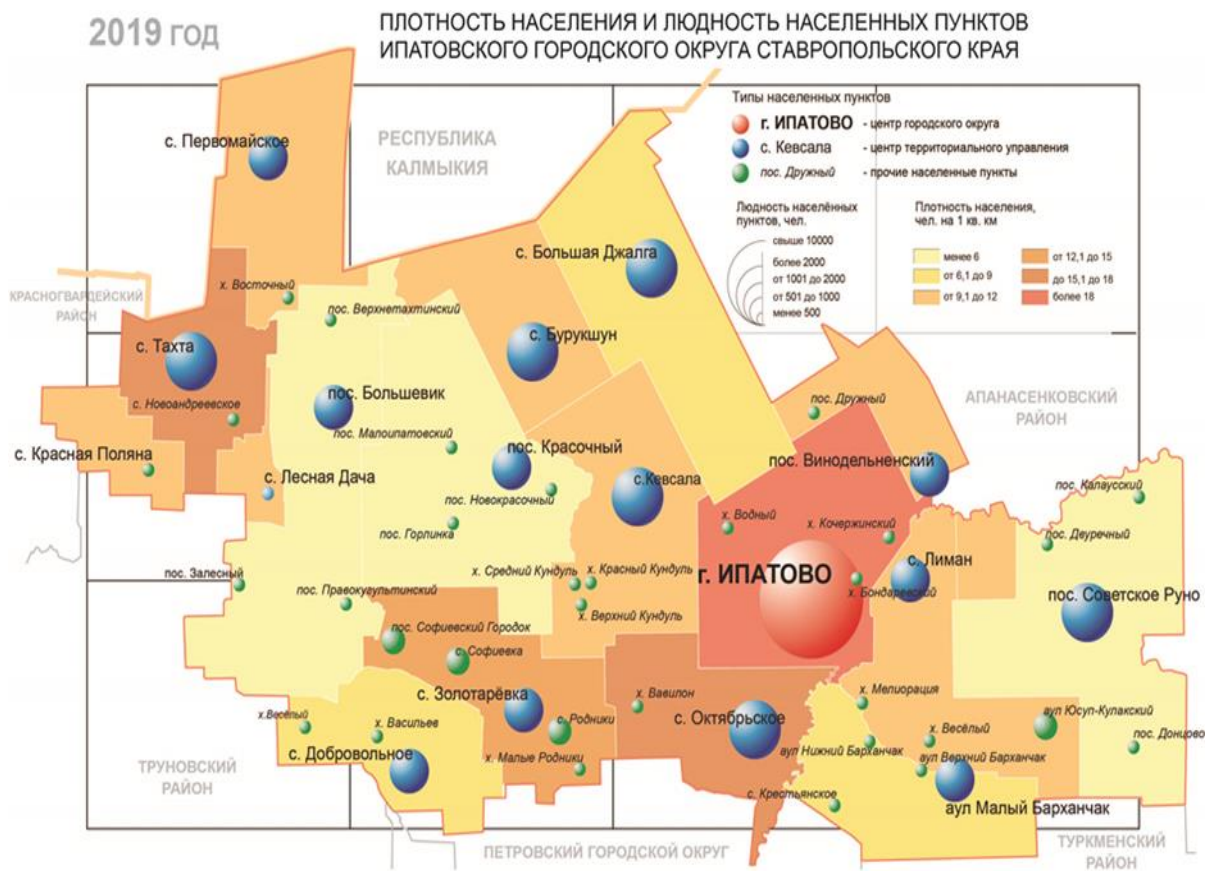 2019 ГОД
ПЛОТНОСТЬ НАСЕЛЕНИЯ И ЛЮДНОСТЬ НАСЕЛЕННЫХ ПУНКТОВ
ИПАТОВСКОГО ГОРОДСКОГО ОКРУГА СТАВРОПОЛЬСКОГО КРАЯ
Типы населенных пунктов
г. ИПАТОВО - центр городского округа
с. Кевсала - центр территориального управления
пос. Дружный - прочие населенные пункты
Людность населённых
пунктов, чел.
свыше 10000
более 2000
от 1001 до 2000
от 501 до 1000
менее 500
Плотность населения,
чел. на 1 кв. км
менее 6
от 6,1 до 9
от 9,1 до 12
от 12,1 до 15
до 15,1 до 18
более 18
с. Первомайское
РЕСПУБЛИКА
КАЛМЫКИЯ
с. Большая Джалга
х. Восточный
КРАСНОГВАРДЕЙСКИЙ
РАЙОН
пос. Верхнетахтинский
с. Бурукшун
с. Тахта
пос. Большевик
с. Новоандреевское
пос. Дружный
АПАНАСЕНКОВСКИЙ
РАЙОН
пос. Малоипатовский
пос. Красочный
с. Красная Поляна
пос. Винодельненский
с. Лесная Дача
с.Кевсала
пос. Новокрасочный
пос. Калаусский
пос. Горлинка
х. Водный
х. Кочержинский
пос. Двуречный
с. Лиман
пос. Залесный
х. Средний Кундуль
х. Красный Кундуль
г. ИПАТОВО
х. Бондаревский
пос. Правокугультинский
х. Верхний Кундуль
пос. Советское Руно
пос. Софиевский Городок
с. Софиевка
с. Золотарёвка
х. Вавилон
х. Мелиорация
аул Юсуп-Кулакский
х.Весёлый
х. Васильев
с. Родники
с. Октябрьское
х. Весёлый
пос. Донцово
с. Добровольное
х. Малые Родники
аул Нижний Барханчак
аул Верхний Барханчак
ТРУНОВСКИЙ
РАЙОН
с. Крестьянское
аул Малый Барханчак
ПЕТРОВСКИЙ ГОРОДСКОЙ ОКРУГ
ТУРКМЕНСКИЙ
РАЙОН